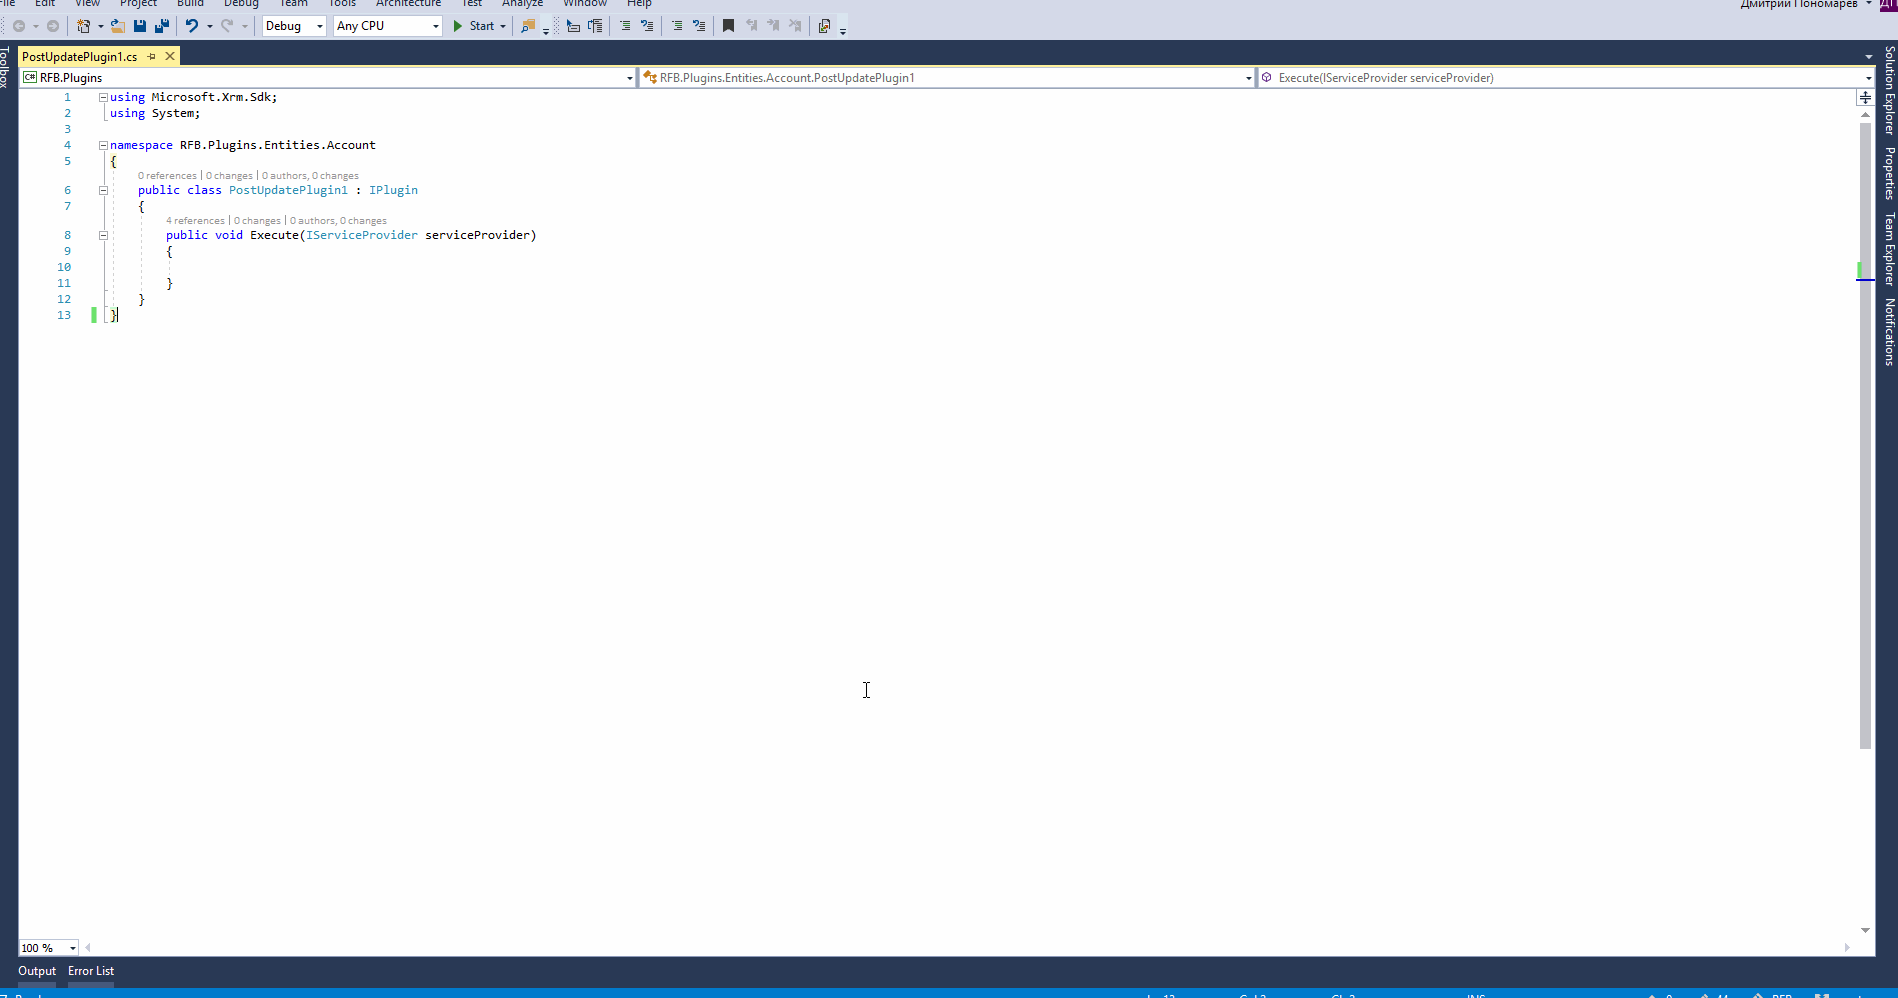 File Edit View Project Build Debug Team Tools Architecture Test Analyze Window Help
Дмитрий Пономарев
Debug Any CPU Start
Toolbox
PostUpdatePlugin1.cs
RFB.Plugins RFB.Plugins.Entities.Account.PostUpdatePlugin1 Execute(IServiceProvider serviceProvider)
1 using Microsoft.Xrm.Sdk;
2 using System;
3
4 namespace RFB.Plugins.Entities.Account
5 {
0 references | 0 changes | 0 authors, 0 changes
6 public class PostUpdatePlugin1 : IPlugin
7 {
4 references | 0 changes | 0 authors, 0 changes
8 public void Execute(IServiceProvider serviceProvider)
9 {
10
11 }
12 }
13 }
Solution Explorer
Properties
Team Explorer
Notifications
100 %
Output Error List